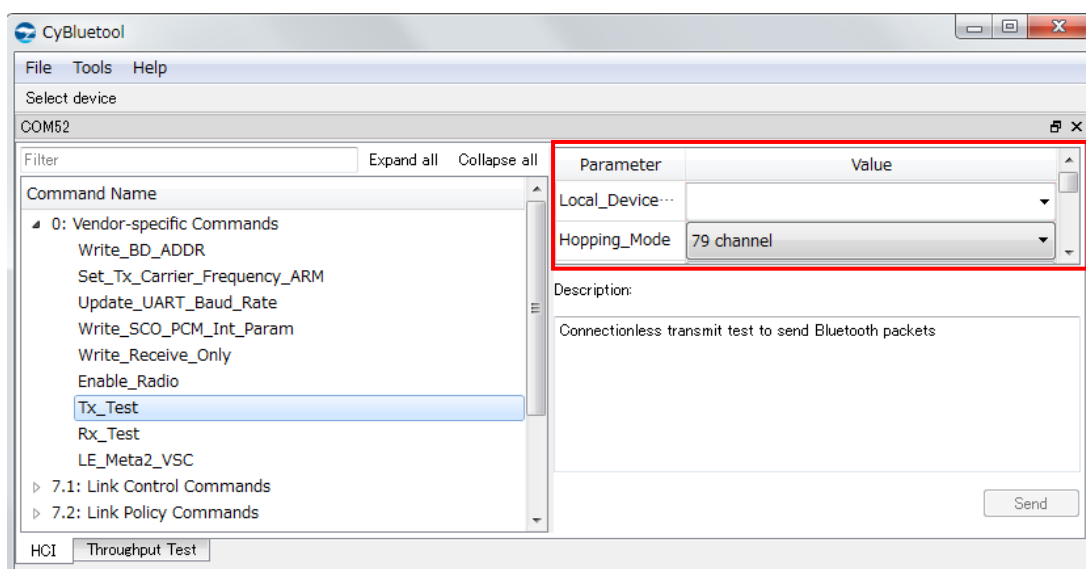 CyBluetool
File Tools Help
Select device
COM52
Filter Expand all Collapse all
Command Name
0: Vendor-specific Commands
Write_BD_ADDR
Set_Tx_Carrier_Frequency_ARM
Update_UART_Baud_Rate
Write_SCO_PCM_Int_Param
Write_Receive_Only
Enable_Radio
Tx_Test
Rx_Test
LE_Meta2_VSC
7.1: Link Control Commands
7.2: Link Policy Commands
Parameter Value
Local_Device…
Hopping_Mode 79 channel
Description:
Connectionless transmit test to send Bluetooth packets
Send
HCI Throughput Test